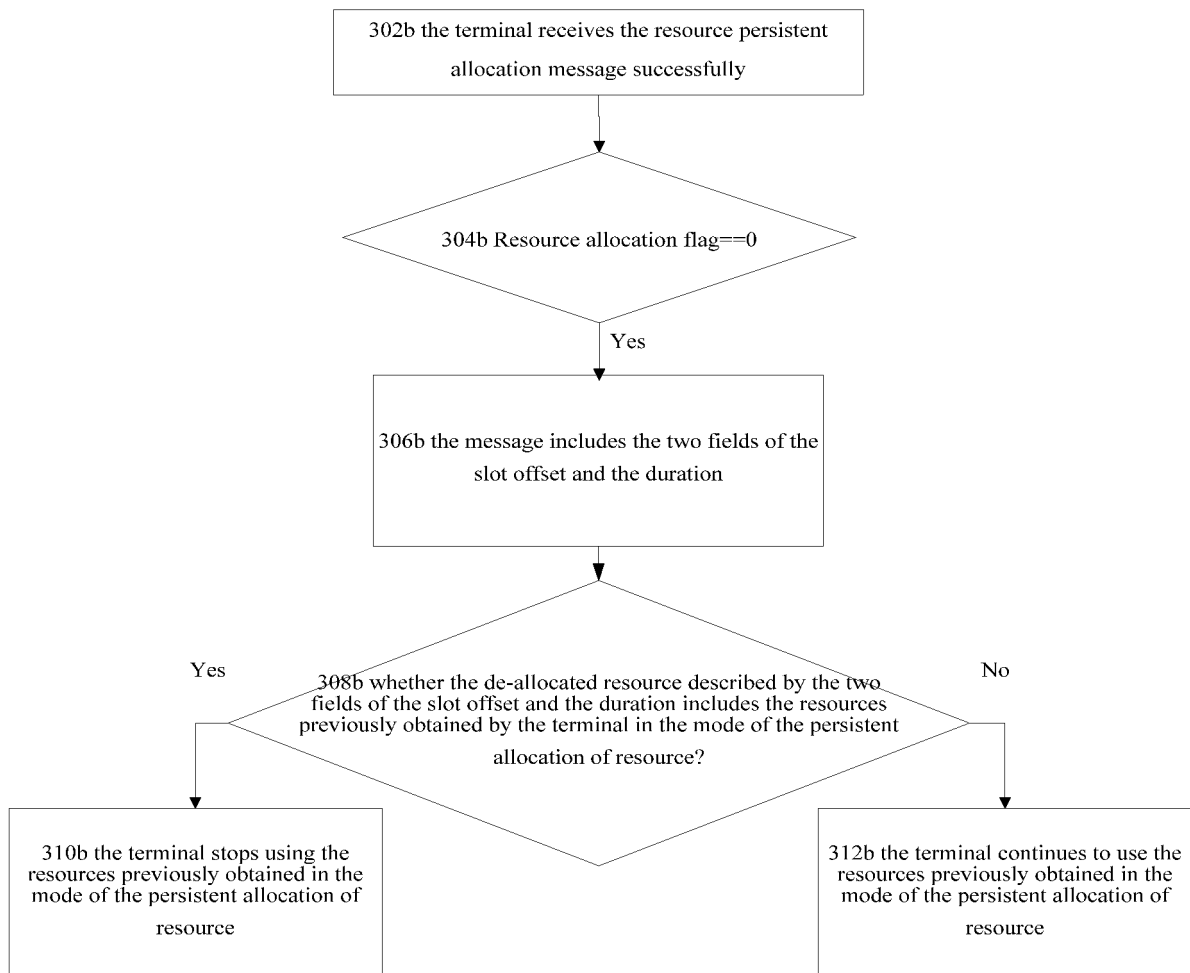 302b the terminal receives the resource persistent
allocation message successfully
304b Resource allocation flag==0
Yes
306b the message includes the two fields of the
slot offset and the duration
Yes
No
308b whether the de-allocated resource described by the two
fields of the slot offset and the duration includes the resources
previously obtained by the terminal in the mode of the persistent
allocation of resource?
310b the terminal stops using the
resources previously obtained in the
mode of the persistent allocation of
resource
312b the terminal continues to use the
resources previously obtained in the
mode of the persistent allocation of
resource